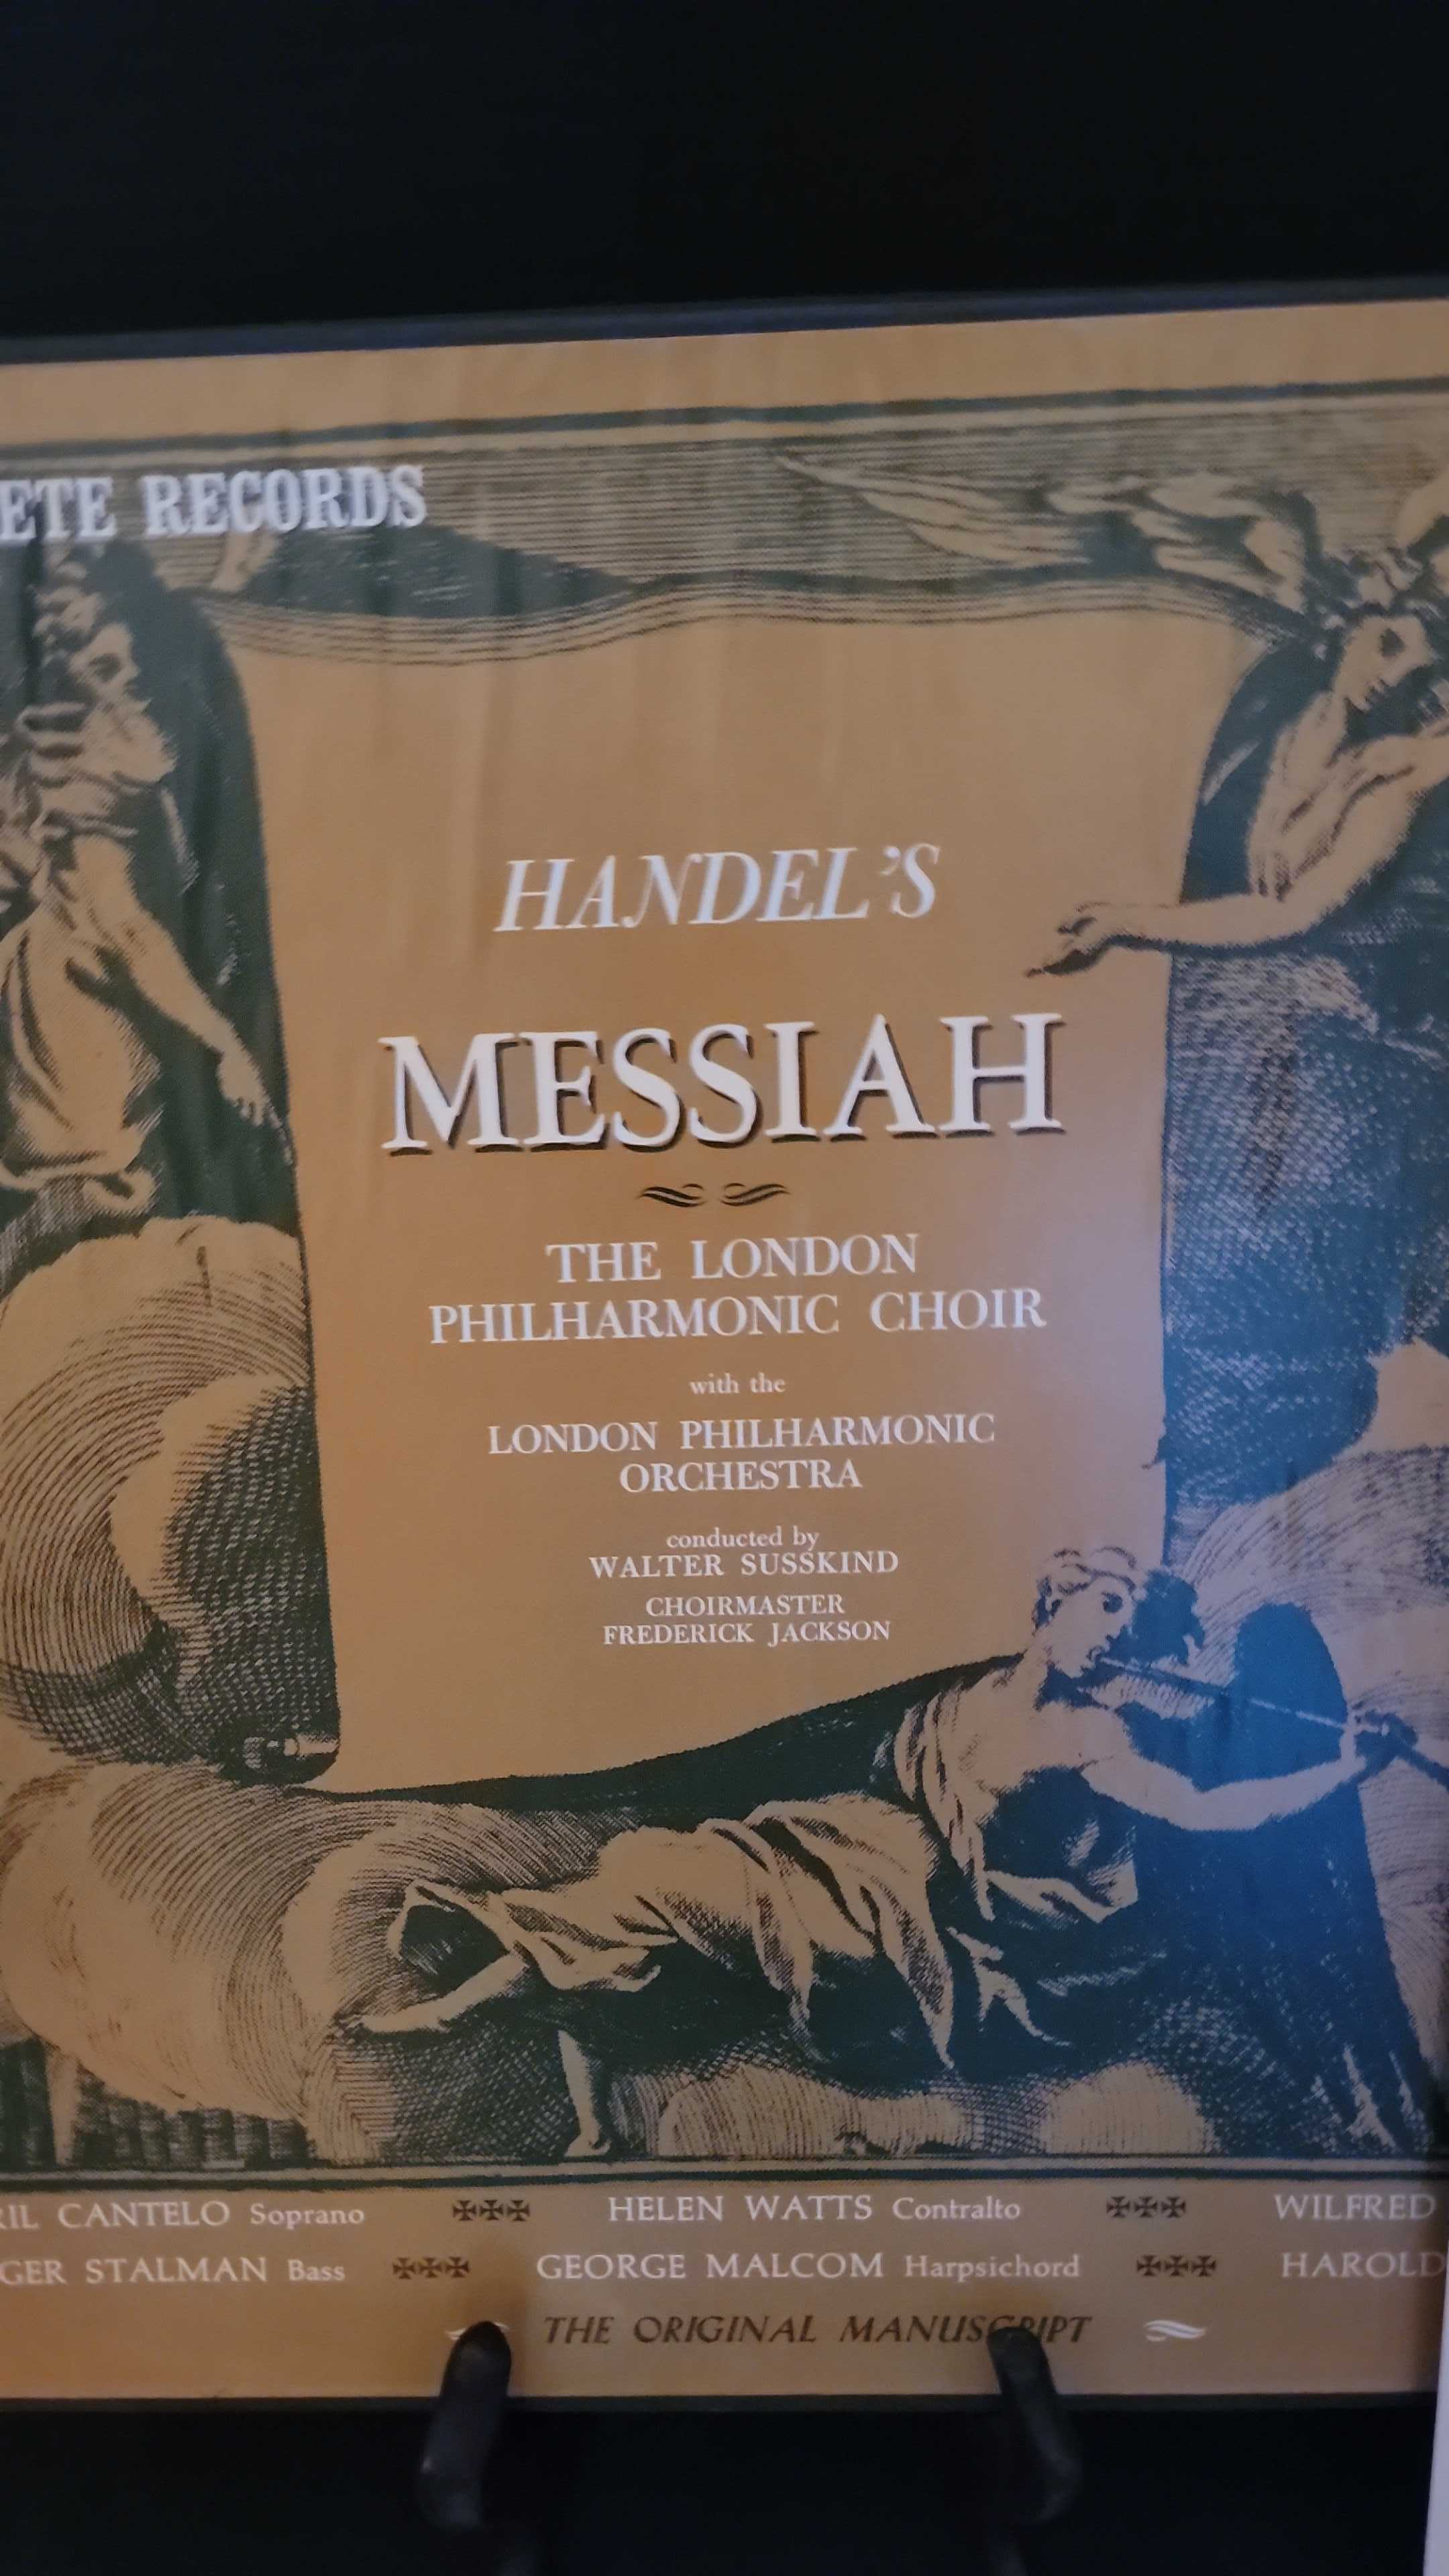 ETE RECORDS
HANDEL'S
MESSIAH
THE LONDON
PHILHARMONIC CHOIR
with the
LONDON PHILHARMONIC
ORCHESTRA
conducted by
WALTER SUSSKIND
CHOIRMASTER
FREDERICK JACKSON
RIL CANTELO Soprano ✠✠✠ HELEN WATTS Contralto ✠✠✠ WILFRED
GER STALMAN Bass ✠✠✠ GEORGE MALCOM Harpsichord ✠✠✠ HAROLD
THE ORIGINAL MANUSCRIPT